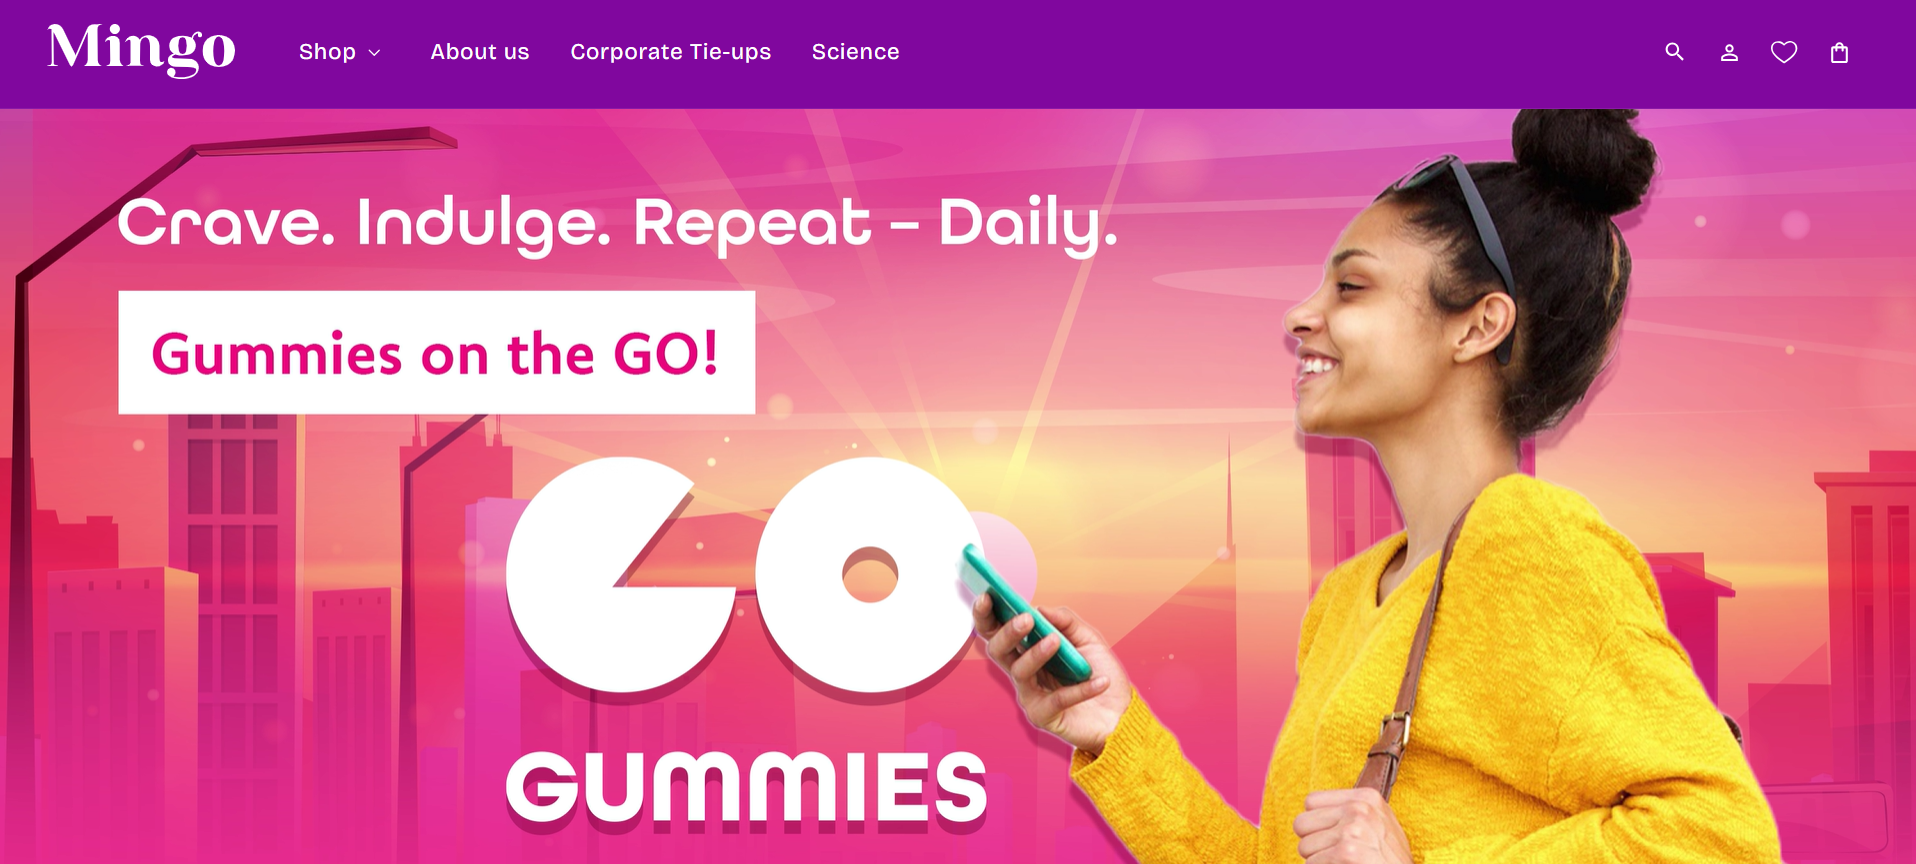 Mingo
Shop
About us
Corporate Tie-ups
Science
Crave. Indulge. Repeat – Daily.
Gummies on the GO!
GO
GUMMIES